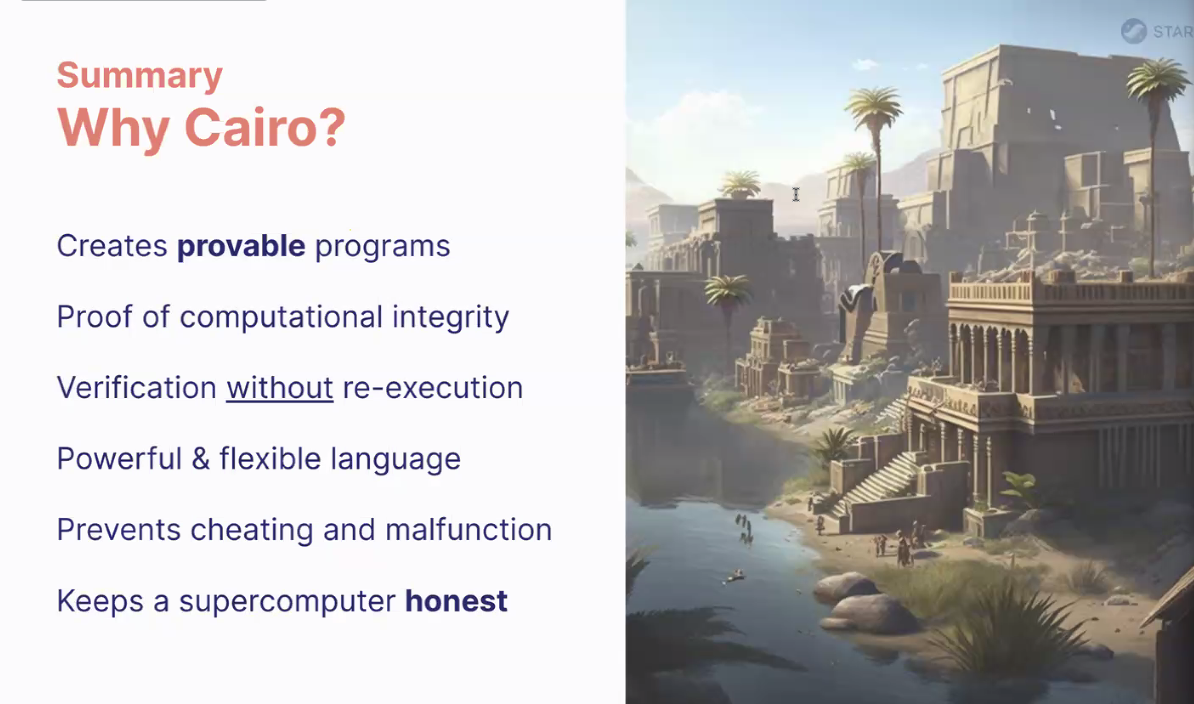 Summary
Why Cairo?
Creates provable programs
Proof of computational integrity
Verification without re-execution
Powerful & flexible language
Prevents cheating and malfunction
Keeps a supercomputer honest
STAR